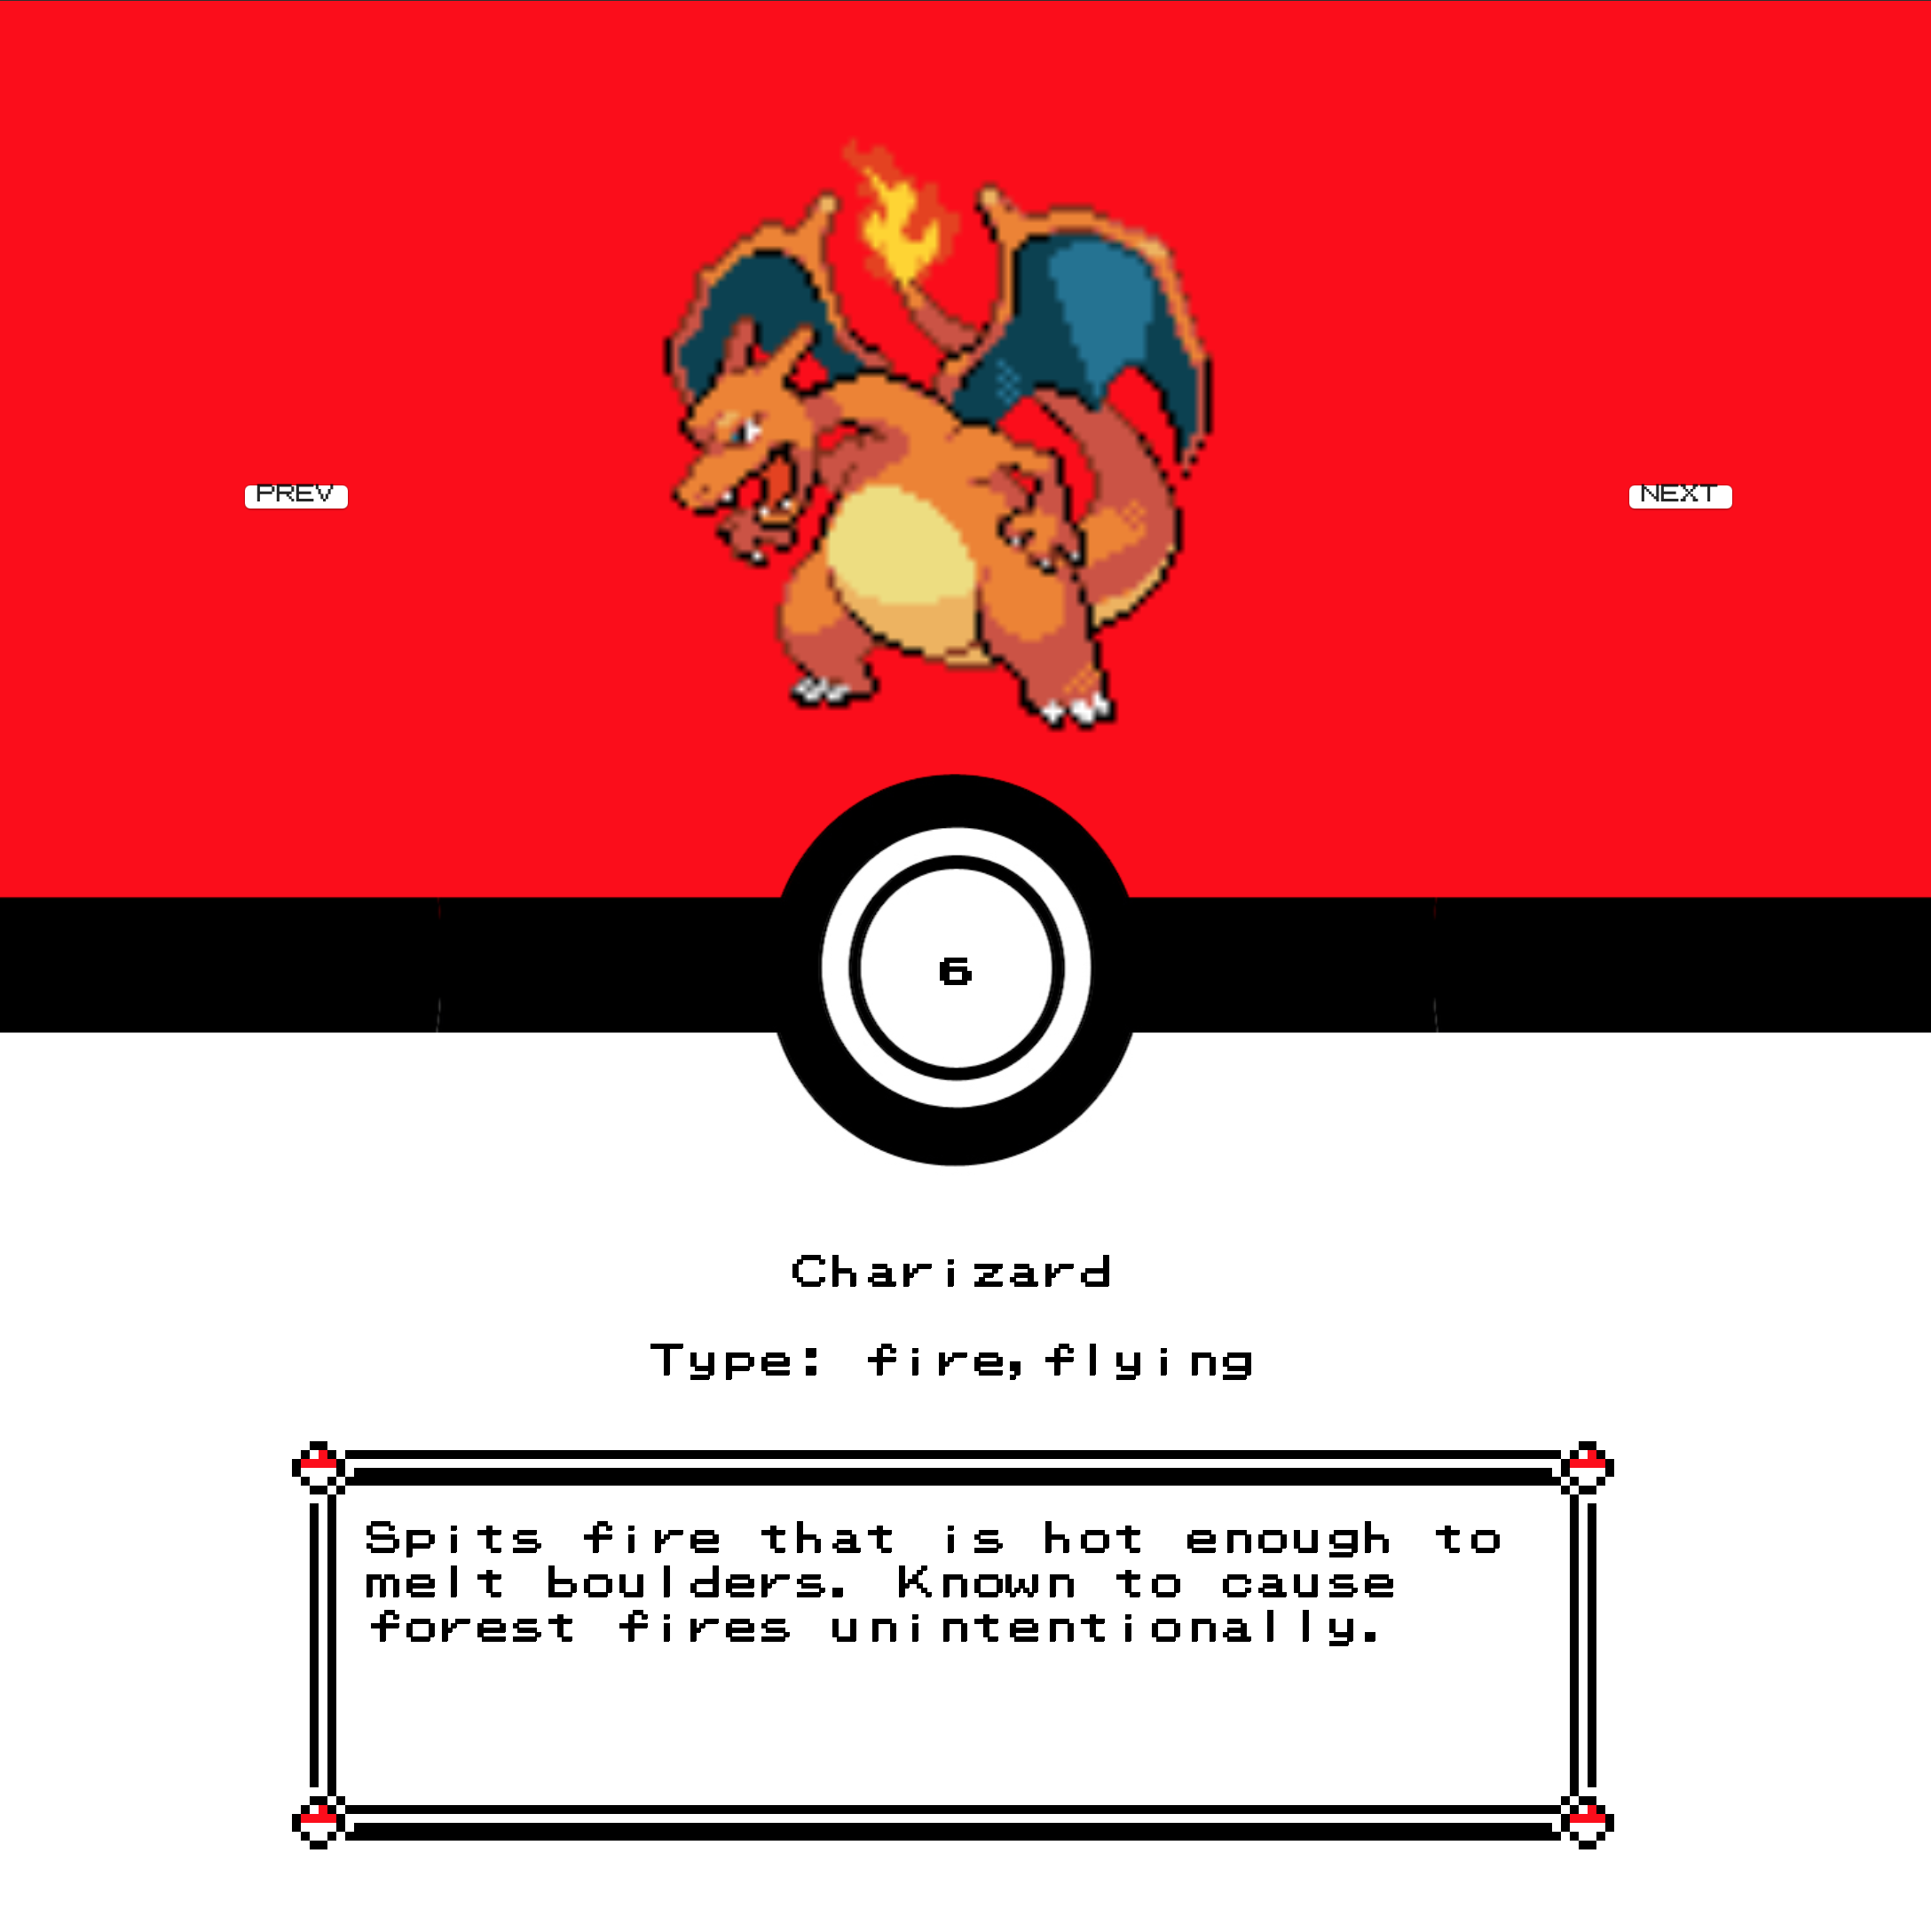 PREV
NEXT
6
Charizard
Type: fire,flying
Spits fire that is hot enough to
melt boulders. Known to cause
forest fires unintentionally.